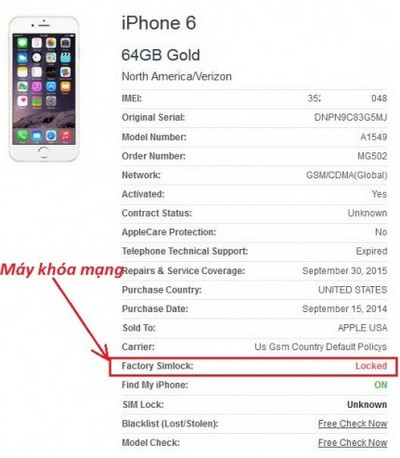 iPhone 6
64GB Gold
North America/Verizon
IMEI: 352 048
Original Serial: DNPN9C83G5MJ
Model Number: A1549
Order Number: MG502
Network: GSM/CDMA(Global)
Activated: Yes
Contract Status: Unknown
AppleCare Protection: No
Telephone Technical Support: Expired
Máy khóa mạng
Repairs & Service Coverage: September 30, 2015
Purchase Country: UNITED STATES
Purchase Date: September 15, 2014
Sold To: APPLE USA
Carrier: Us Gsm Country Default Policys
Factory Simlock: Locked
Find My iPhone: ON
SIM Lock: Unknown
Blacklist (Lost/Stolen): Free Check Now
Model Check: Free Check Now